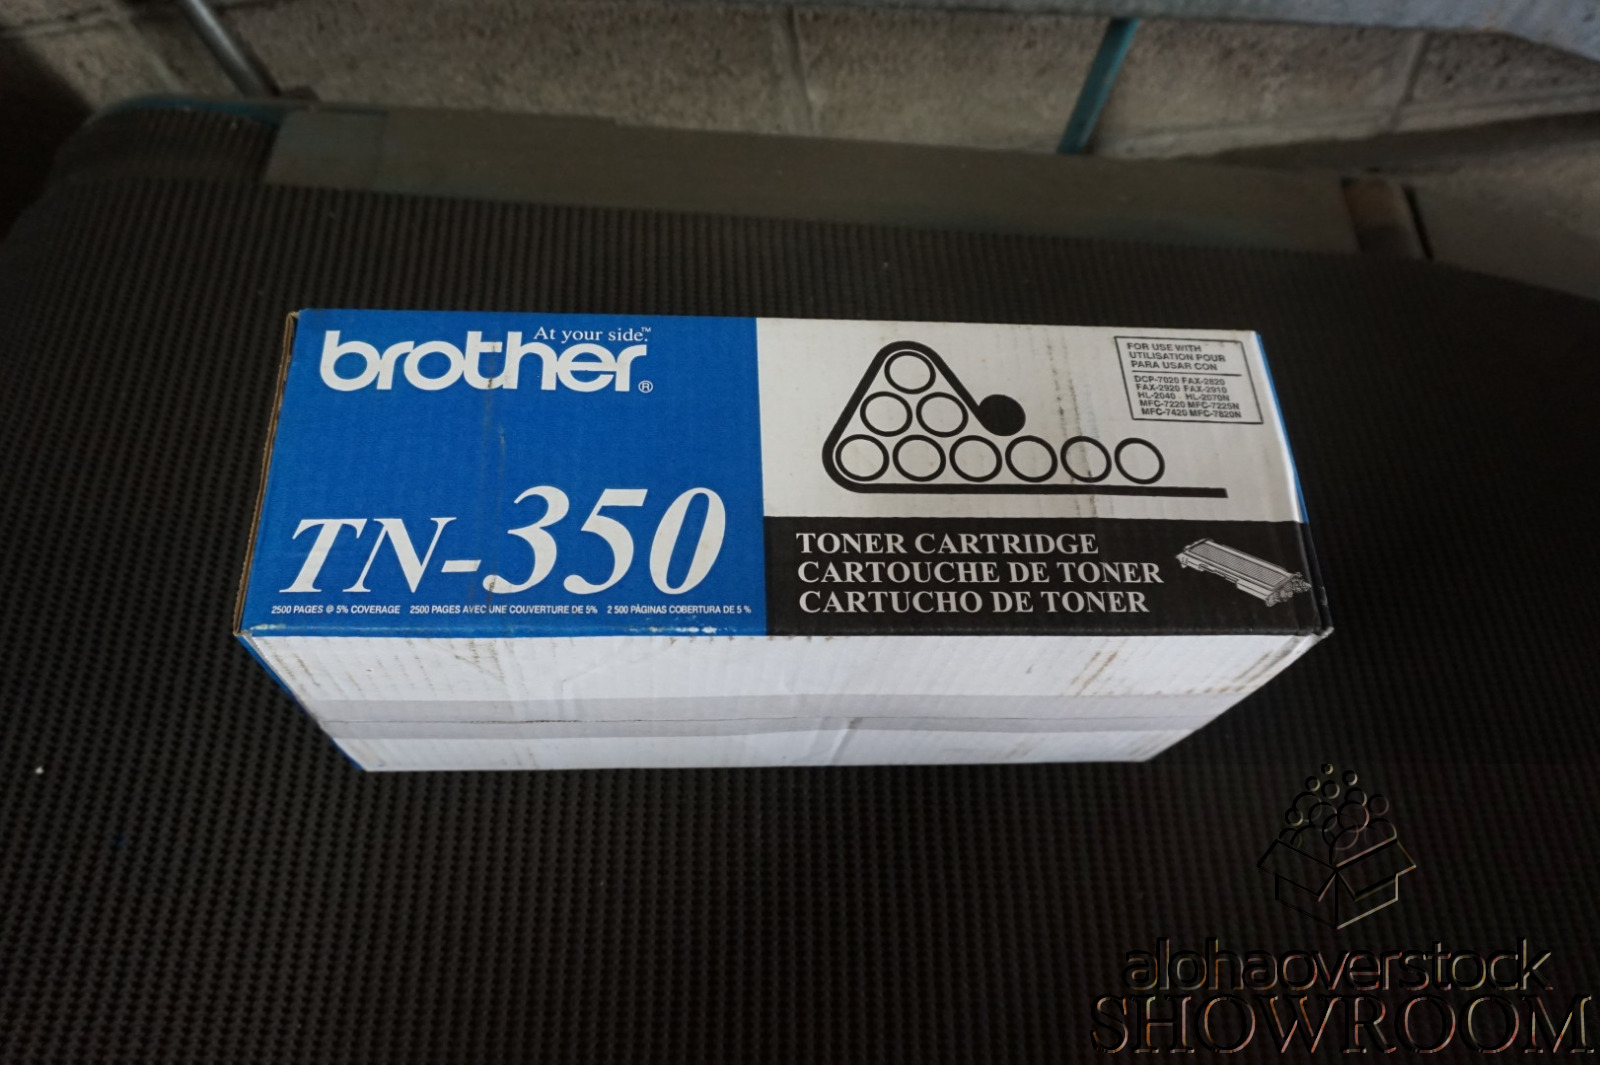 At your side.™
brother®
TN-350
2500 PAGES @ 5% COVERAGE 2500 PAGES AVEC UNE COUVERTURE DE 5% 2 500 PÁGINAS COBERTURA DE 5 %
FOR USE WITH
UTILISATION POUR
PARA USAR CON
DCP-7020 FAX-2820
FAX-2920 FAX-2910
HL-2040 HL-2070N
MFC-7220 MFC-7225N
MFC-7420 MFC-7820N
TONER CARTRIDGE
CARTOUCHE DE TONER
CARTUCHO DE TONER
alohaoverstock
SHOWROOM